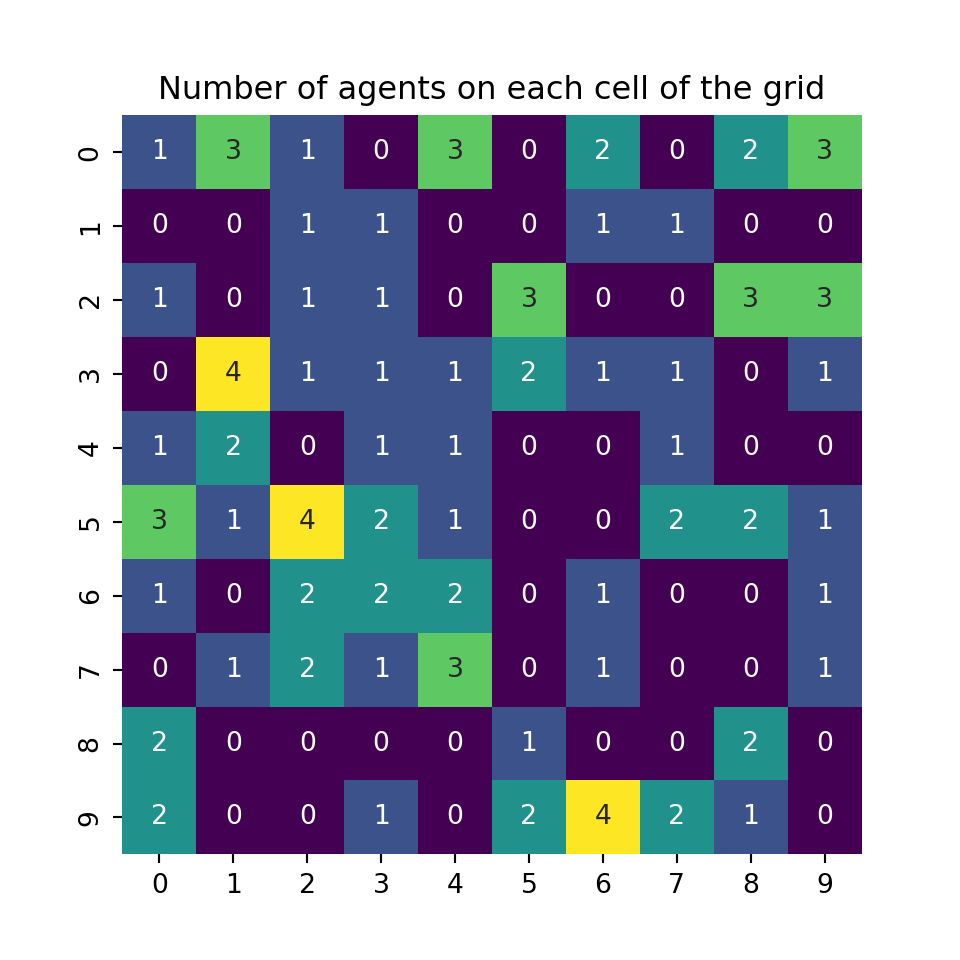 Number of agents on each cell of the grid
0 1 3 1 0 3 0 2 0 2 3
1 0 0 1 1 0 0 1 1 0 0
2 1 0 1 1 0 3 0 0 3 3
3 0 4 1 1 1 2 1 1 0 1
4 1 2 0 1 1 0 0 1 0 0
5 3 1 4 2 1 0 0 2 2 1
6 1 0 2 2 2 0 1 0 0 1
7 0 1 2 1 3 0 1 0 0 1
8 2 0 0 0 0 1 0 0 2 0
9 2 0 0 1 0 2 4 2 1 0
0 1 2 3 4 5 6 7 8 9